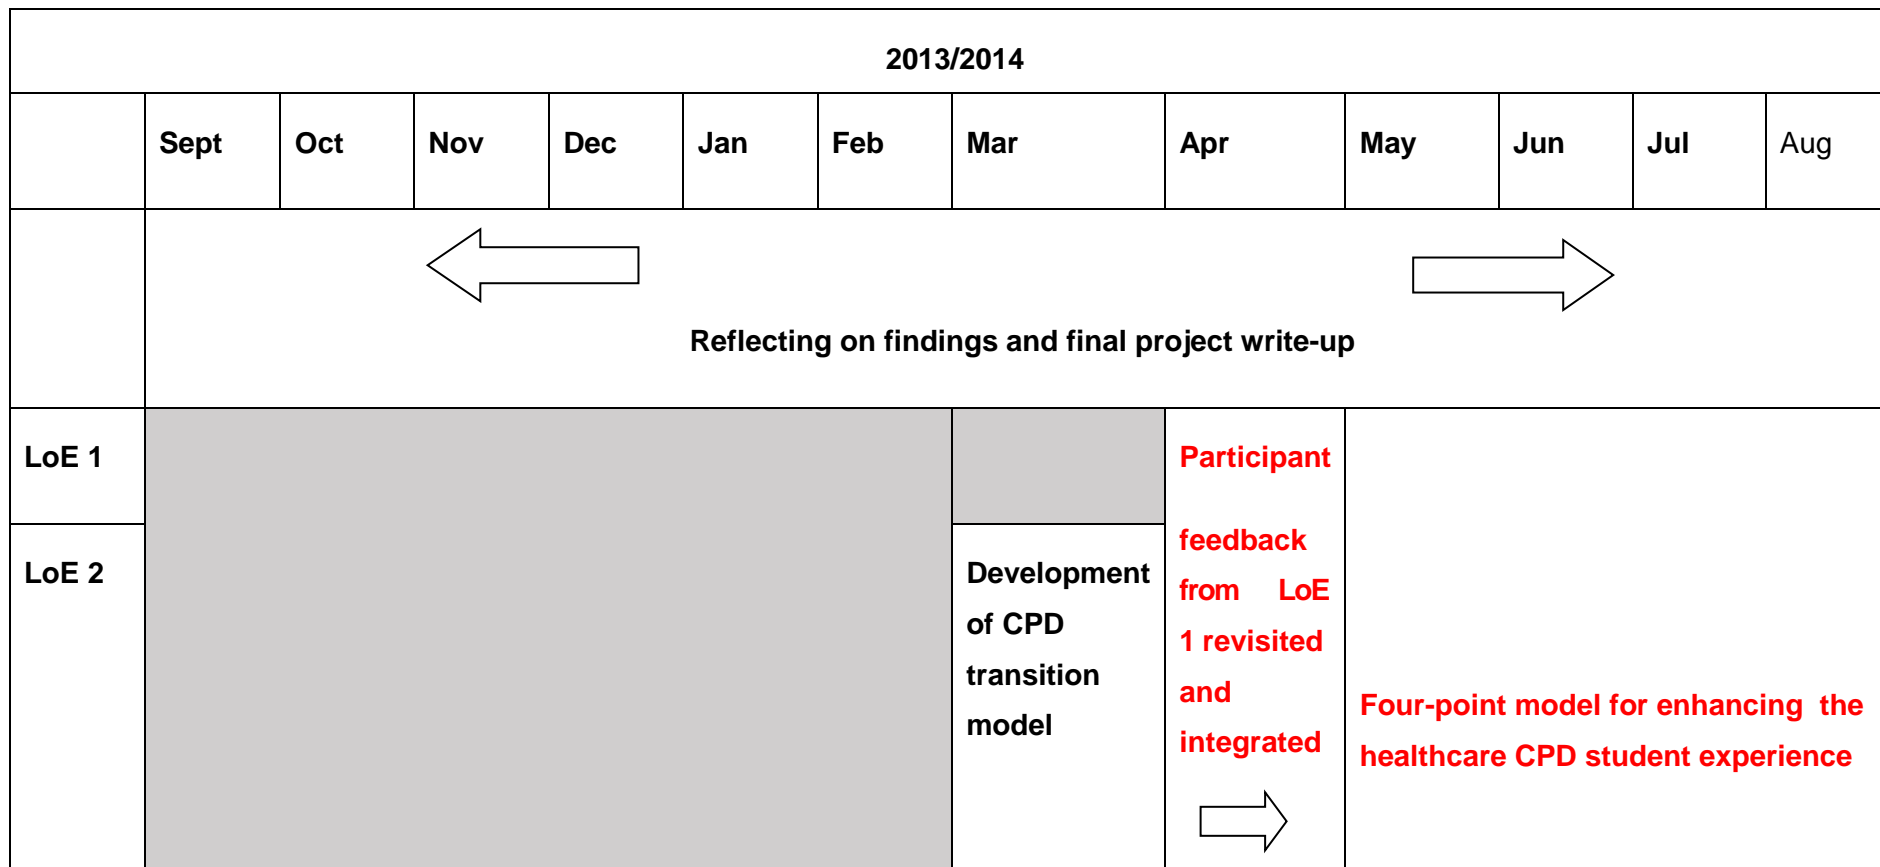 2013/2014
Sept Oct Nov Dec Jan Feb Mar Apr May Jun Jul Aug
Reflecting on findings and final project write-up
LoE 1
LoE 2
Development
of CPD
transition
model
Participant
feedback
from LoE
1 revisited
and
integrated
Four-point model for enhancing the
healthcare CPD student experience